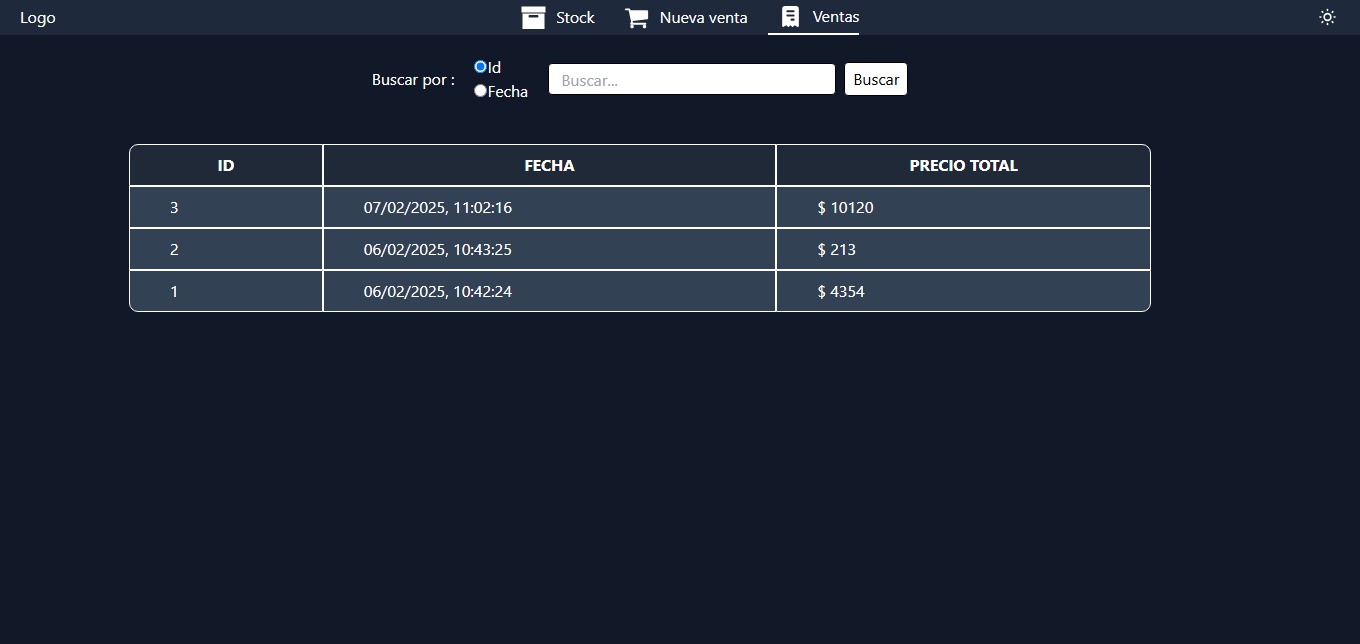 Logo Stock Nueva venta Ventas
Buscar por : Id
Fecha
Buscar... Buscar
ID FECHA PRECIO TOTAL
3 07/02/2025, 11:02:16 $ 10120
2 06/02/2025, 10:43:25 $ 213
1 06/02/2025, 10:42:24 $ 4354